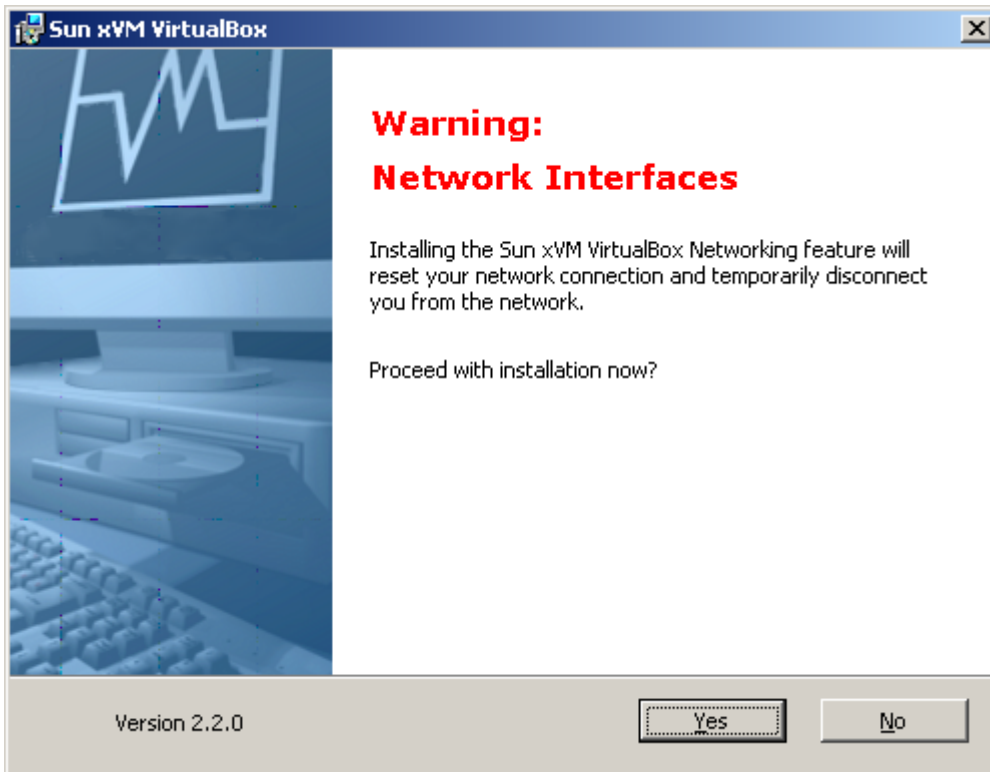 Sun xVM VirtualBox
Warning:
Network Interfaces
Installing the Sun xVM VirtualBox Networking feature will
reset your network connection and temporarily disconnect
you from the network.
Proceed with installation now?
Version 2.2.0
Yes
No